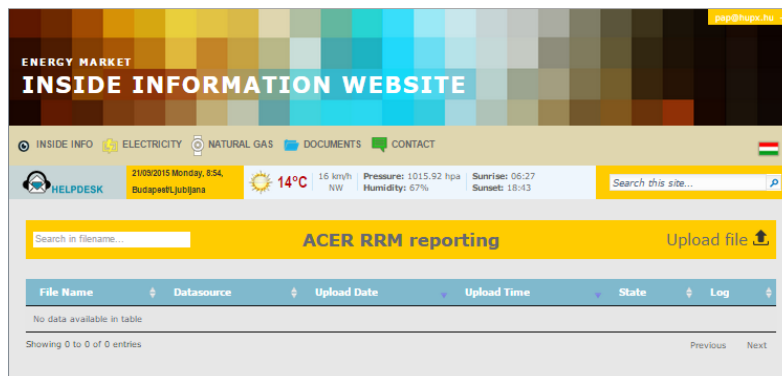 pap@hupx.hu
ENERGY MARKET
INSIDE INFORMATION WEBSITE
INSIDE INFO ELECTRICITY NATURAL GAS DOCUMENTS CONTACT
HELPDESK
21/09/2015 Monday, 8:54,
Budapest/Ljubljana
14°C
16 km/h
NW
Pressure: 1015.92 hpa
Humidity: 67%
Sunrise: 06:27
Sunset: 18:43
Search this site...
Search in filename...
ACER RRM reporting
Upload file
File Name Datasource Upload Date Upload Time State Log
No data available in table
Showing 0 to 0 of 0 entries
Previous Next